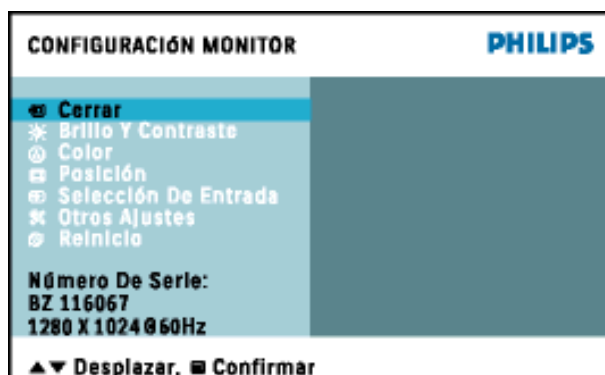 CONFIGURACIÓN MONITOR PHILIPS
Cerrar
Brillo Y Contraste
Color
Posición
Selección De Entrada
Otros Ajustes
Reinicio
Número De Serie:
BZ 116067
1280 X 1024@60Hz
▲▼ Desplazar, Confirmar